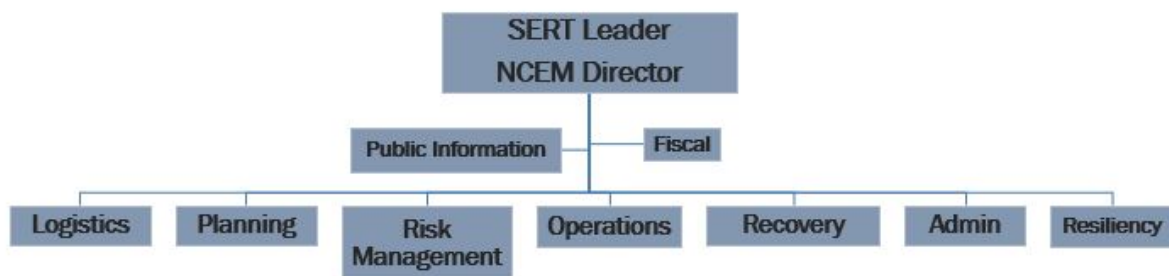 SERT Leader
NCEM Director
Public Information
Fiscal
Logistics
Planning
Risk
Management
Operations
Recovery
Admin
Resiliency